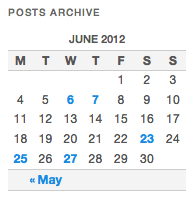 POSTS ARCHIVE
JUNE 2012
M T W T F S S
1 2 3
4 5 6 7 8 9 10
11 12 13 14 15 16 17
18 19 20 21 22 23 24
25 26 27 28 29 30
« May